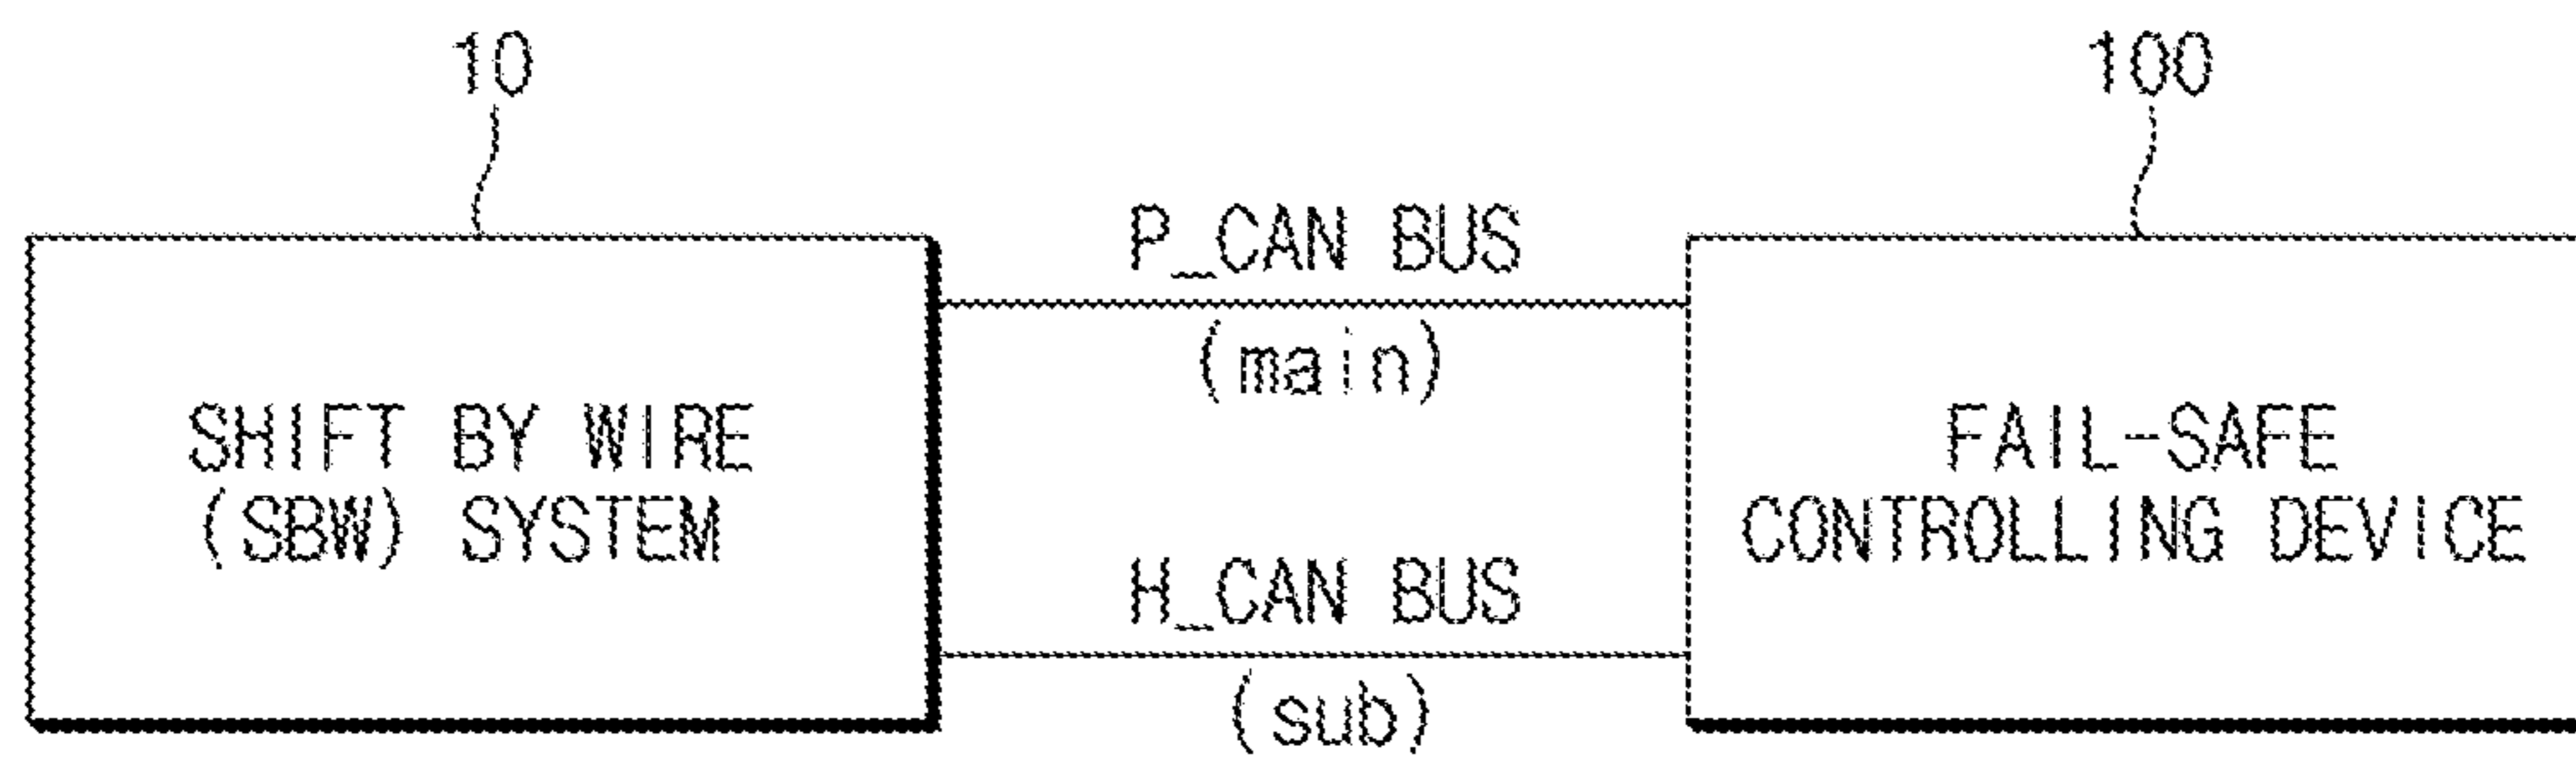 10
100
P_CAN BUS
(main)
SHIFT BY WIRE
(SBW) SYSTEM
FAIL-SAFE
CONTROLLING DEVICE
H_CAN BUS
(sub)